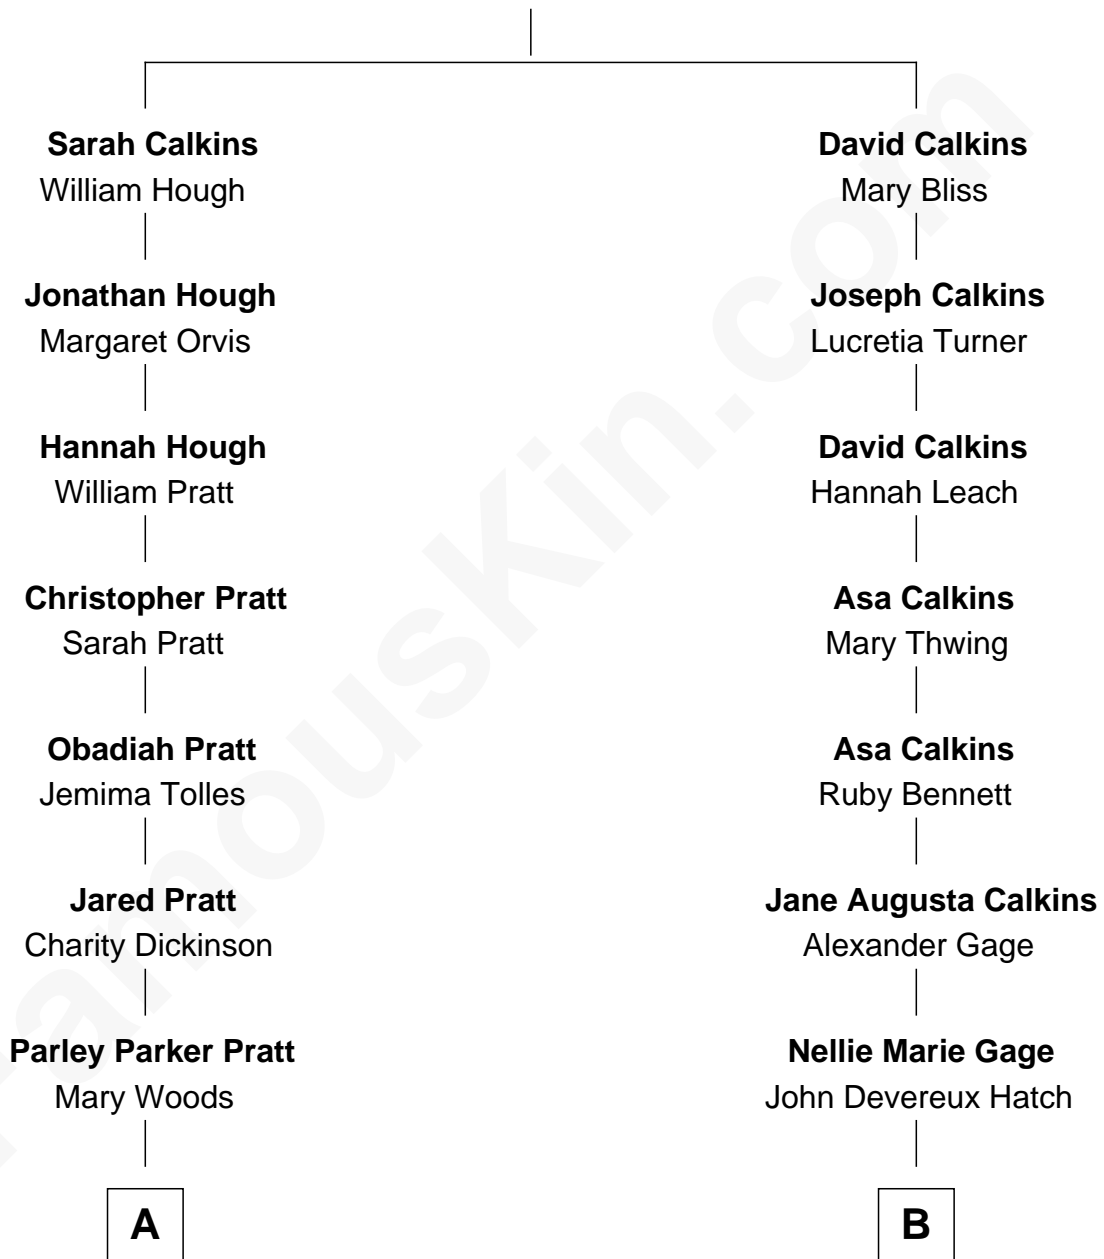 Sarah Calkins
William Hough
Jonathan Hough
Margaret Orvis
Hannah Hough
William Pratt
Christopher Pratt
Sarah Pratt
Obadiah Pratt
Jemima Tolles
Jared Pratt
Charity Dickinson
Parley Parker Pratt
Mary Woods
A
David Calkins
Mary Bliss
Joseph Calkins
Lucretia Turner
David Calkins
Hannah Leach
Asa Calkins
Mary Thwing
Asa Calkins
Ruby Bennett
Jane Augusta Calkins
Alexander Gage
Nellie Marie Gage
John Devereux Hatch
B
FamousKin.com